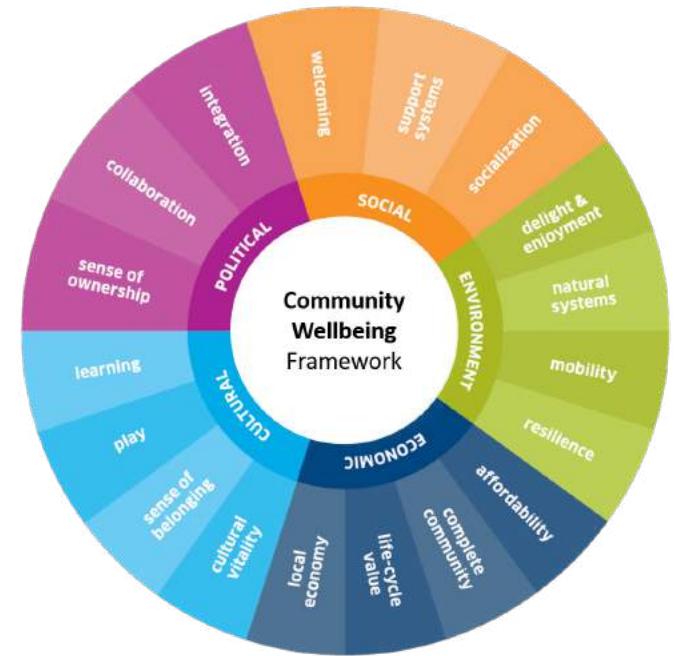 Community
Wellbeing
Framework
SOCIAL
welcoming
support
systems
socialization
ENVIRONMENT
delight &
enjoyment
natural
systems
mobility
resilience
ECONOMIC
affordability
complete
community
life-cycle
value
local
economy
CULTURAL
cultural
vitality
sense of
belonging
play
learning
POLITICAL
sense of
ownership
collaboration
integration